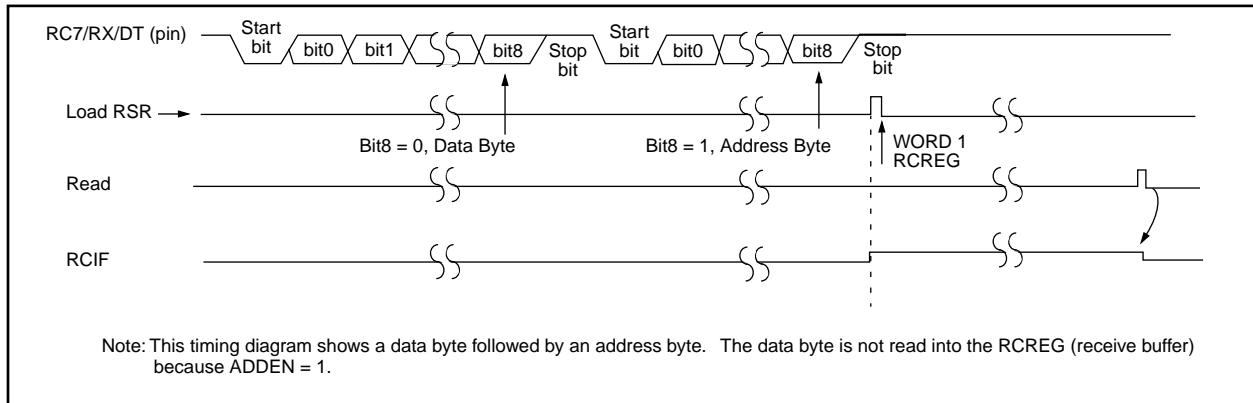 RC7/RX/DT (pin)
Start bit
bit0
bit1
bit8
Stop bit
Start bit
bit0
bit8
Stop bit
Load RSR
Bit8 = 0, Data Byte
Bit8 = 1, Address Byte
WORD 1
RCREG
Read
RCIF
Note: This timing diagram shows a data byte followed by an address byte. The data byte is not read into the RCREG (receive buffer)
because ADDEN = 1.